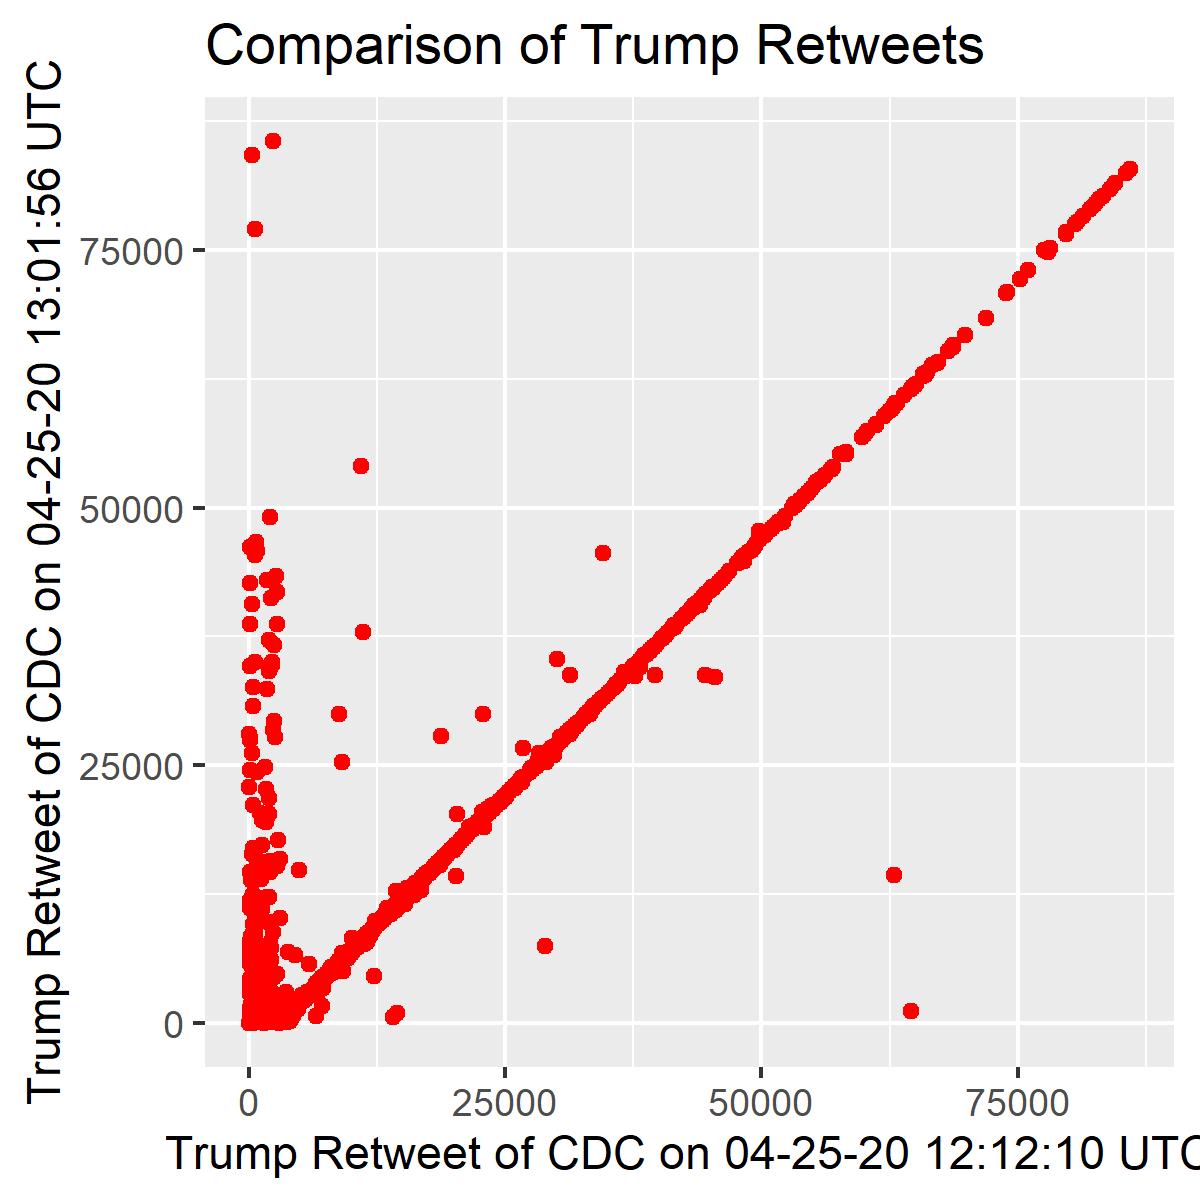 Comparison of Trump Retweets
Trump Retweet of CDC on 04-25-20 13:01:56 UTC
75000
50000
25000
0
0 25000 50000 75000
Trump Retweet of CDC on 04-25-20 12:12:10 UTC